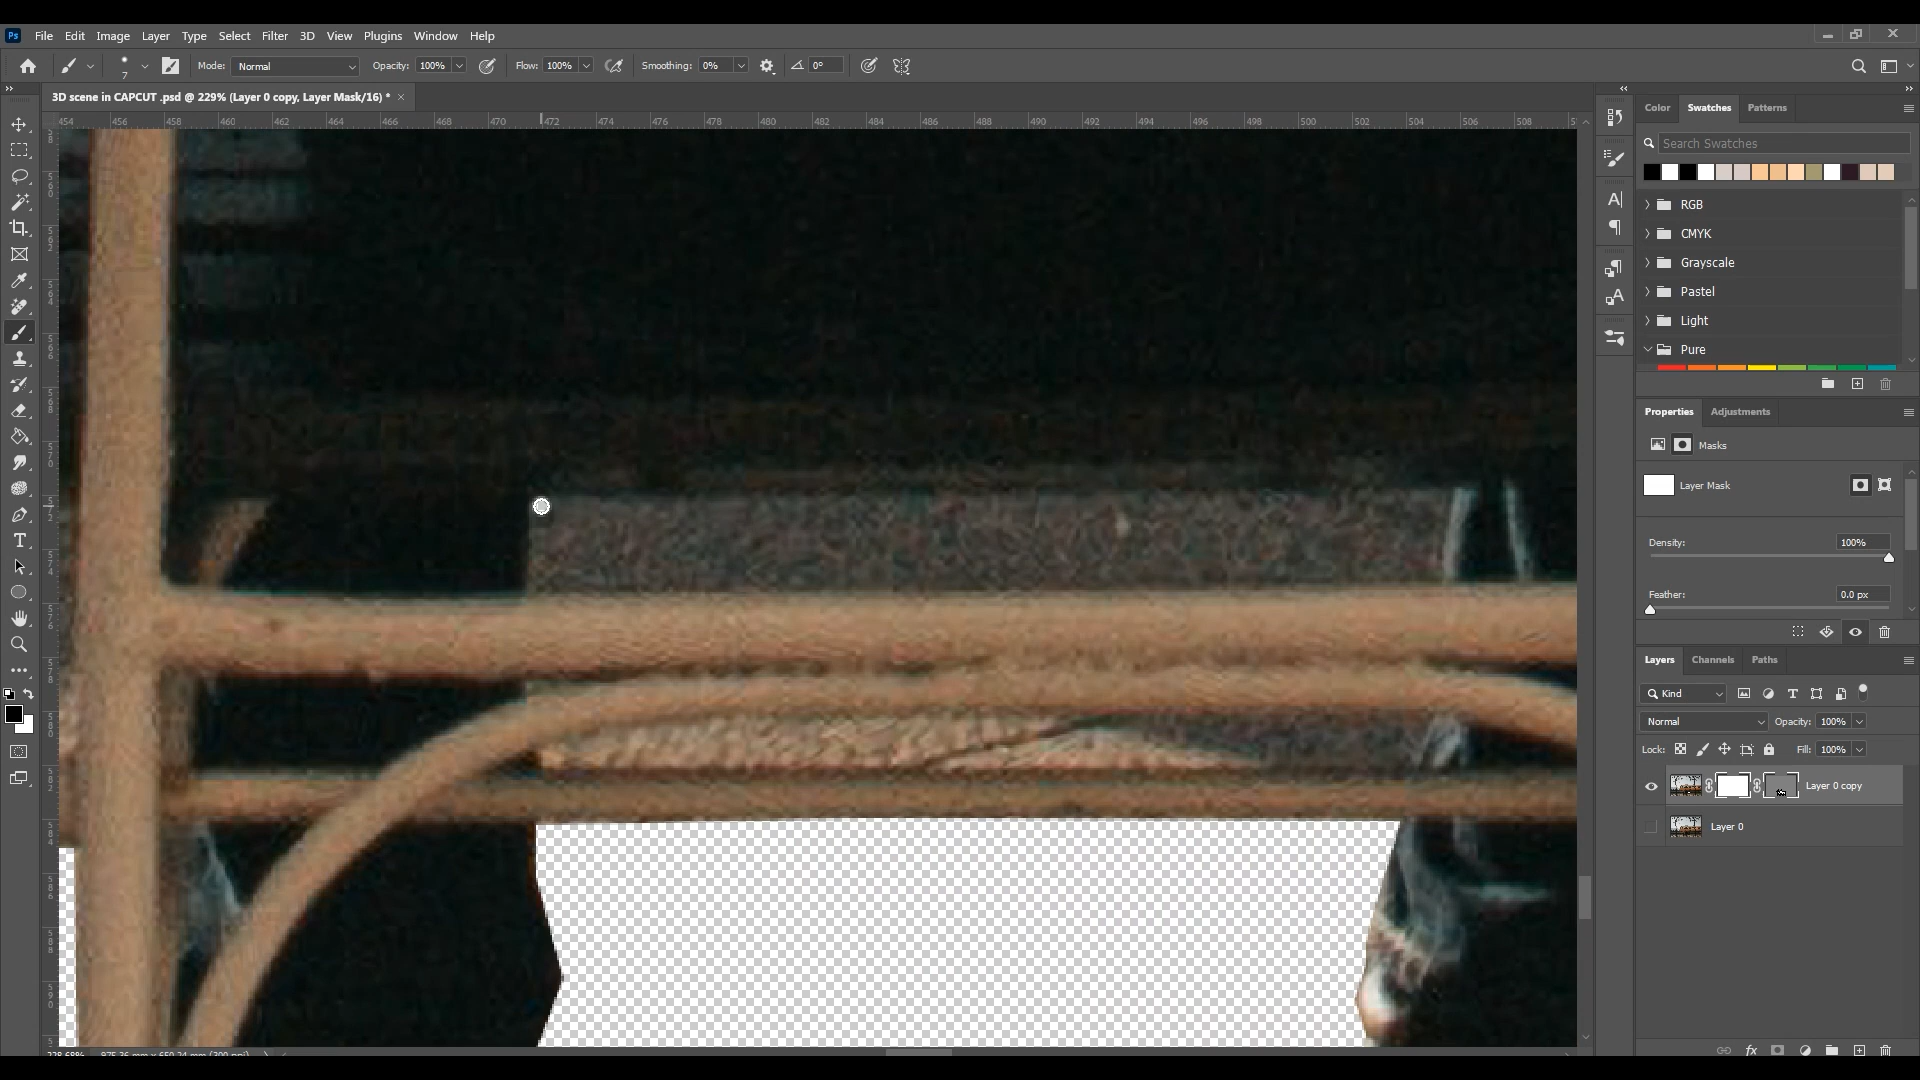 Ps File Edit Image Layer Type Select Filter 3D View Plugins Window Help
7 Mode: Normal Opacity: 100% Flow: 100% Smoothing: 0% 0°
3D scene in CAPCUT .psd @ 229% (Layer 0 copy, Layer Mask/16) * ×
454 456 458 460 462 464 466 468 470 472 474 476 478 480 482 484 486 488 490 492 494 496 498 500 502 504 506 508
Color Swatches Patterns
Search Swatches
RGB
CMYK
Grayscale
Pastel
Light
Pure
Properties Adjustments
Masks
Layer Mask
Density: 100%
Feather: 0.0 px
Layers Channels Paths
Kind
Normal Opacity: 100%
Lock: Fill: 100%
Layer 0 copy
Layer 0